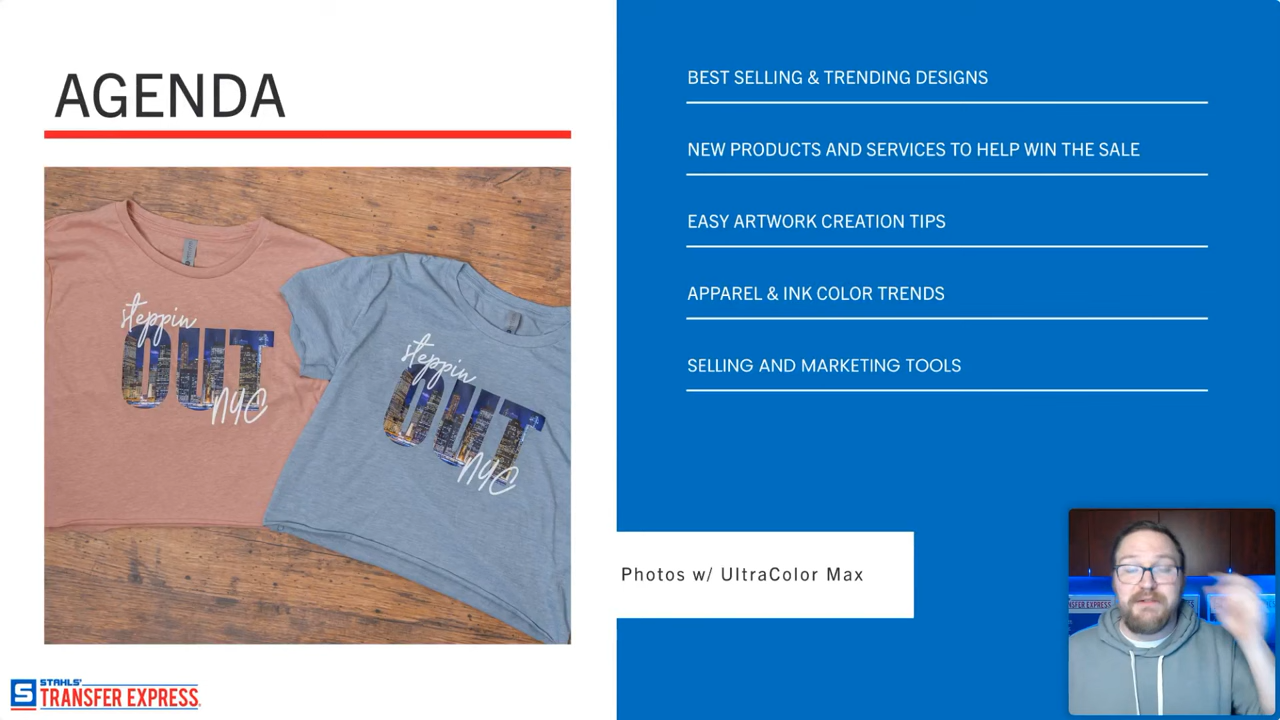 AGENDA
steppin
OUT
NYC
steppin
OUT
NYC
STAHLS'
TRANSFER EXPRESS
BEST SELLING & TRENDING DESIGNS
NEW PRODUCTS AND SERVICES TO HELP WIN THE SALE
EASY ARTWORK CREATION TIPS
APPAREL & INK COLOR TRENDS
SELLING AND MARKETING TOOLS
Photos w/ UltraColor Max
TRANSFER EXPRESS